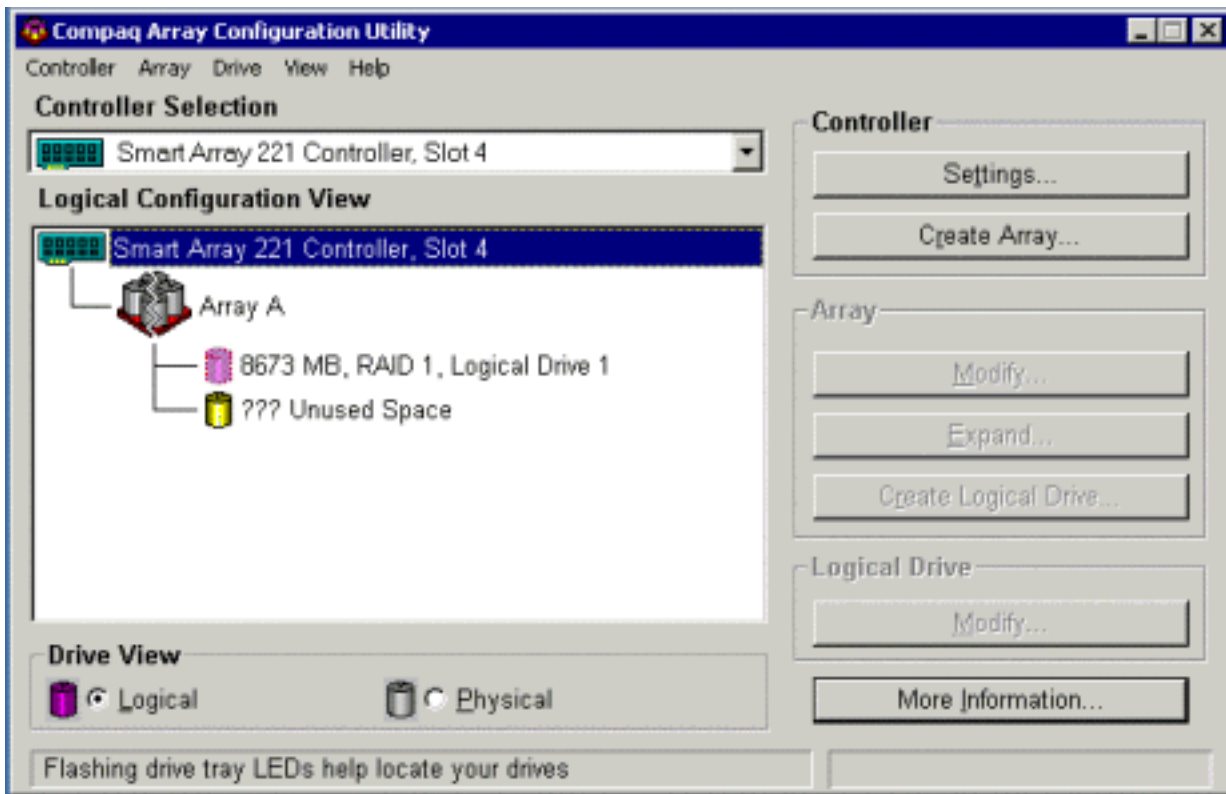 Compaq Array Configuration Utility
Controller Array Drive View Help
Controller Selection
Smart Array 221 Controller, Slot 4
Logical Configuration View
Smart Array 221 Controller, Slot 4
Array A
8673 MB, RAID 1, Logical Drive 1
??? Unused Space
Drive View
Logical
Physical
Controller
Settings...
Create Array...
Array
Modify...
Expand...
Create Logical Drive...
Logical Drive
Modify...
More Information...
Flashing drive tray LEDs help locate your drives